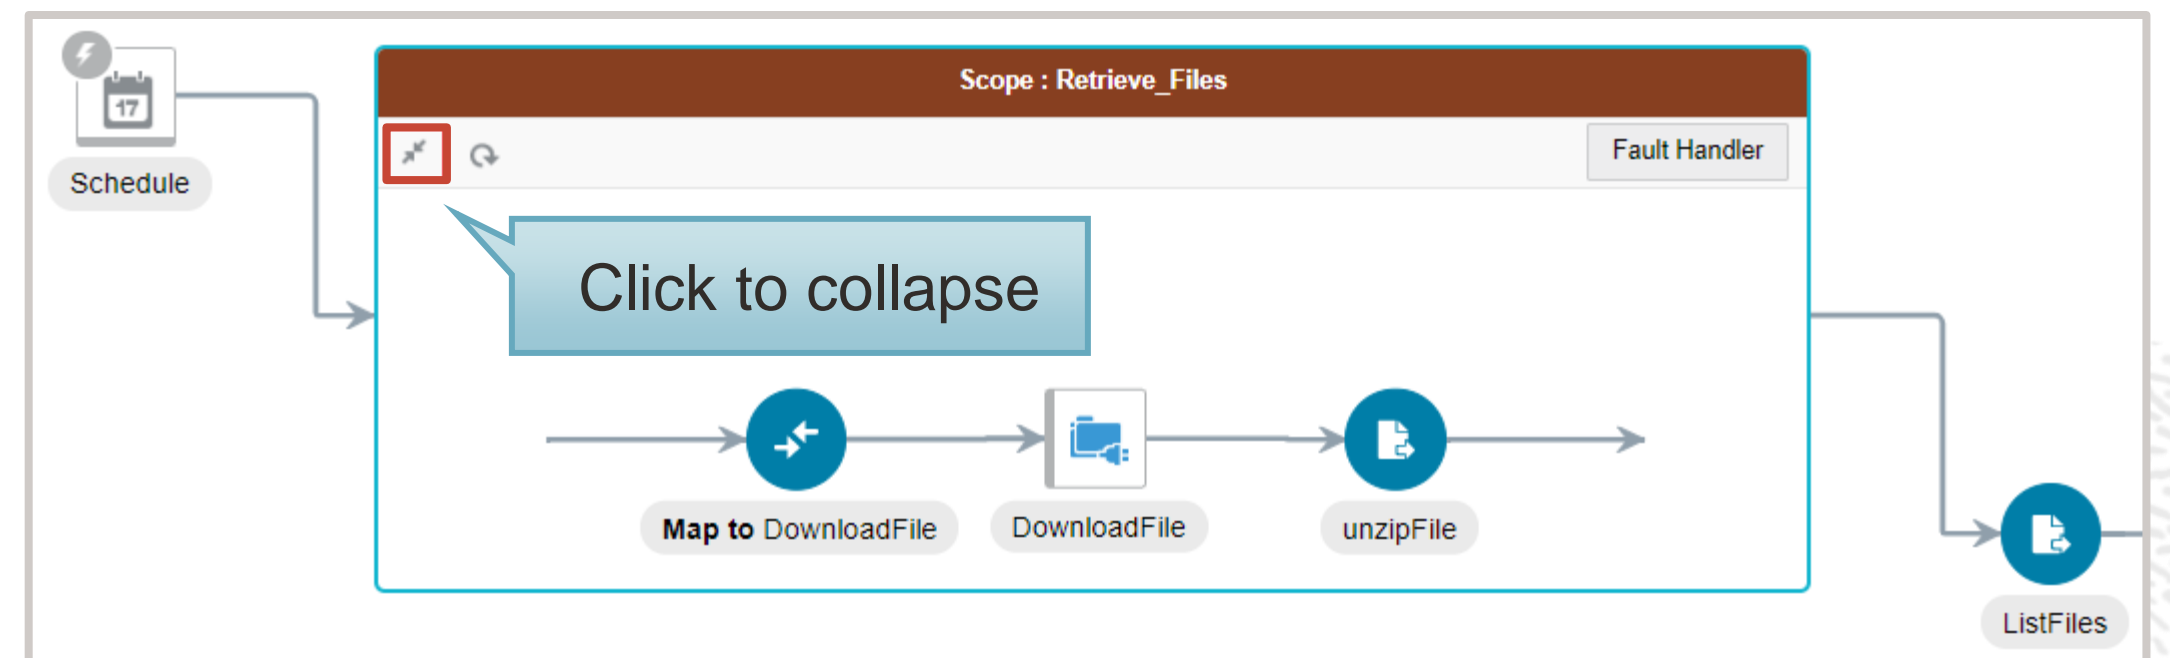 Scope : Retrieve_Files
17
Schedule
Fault Handler
Click to collapse
Map to DownloadFile
DownloadFile
unzipFile
ListFiles